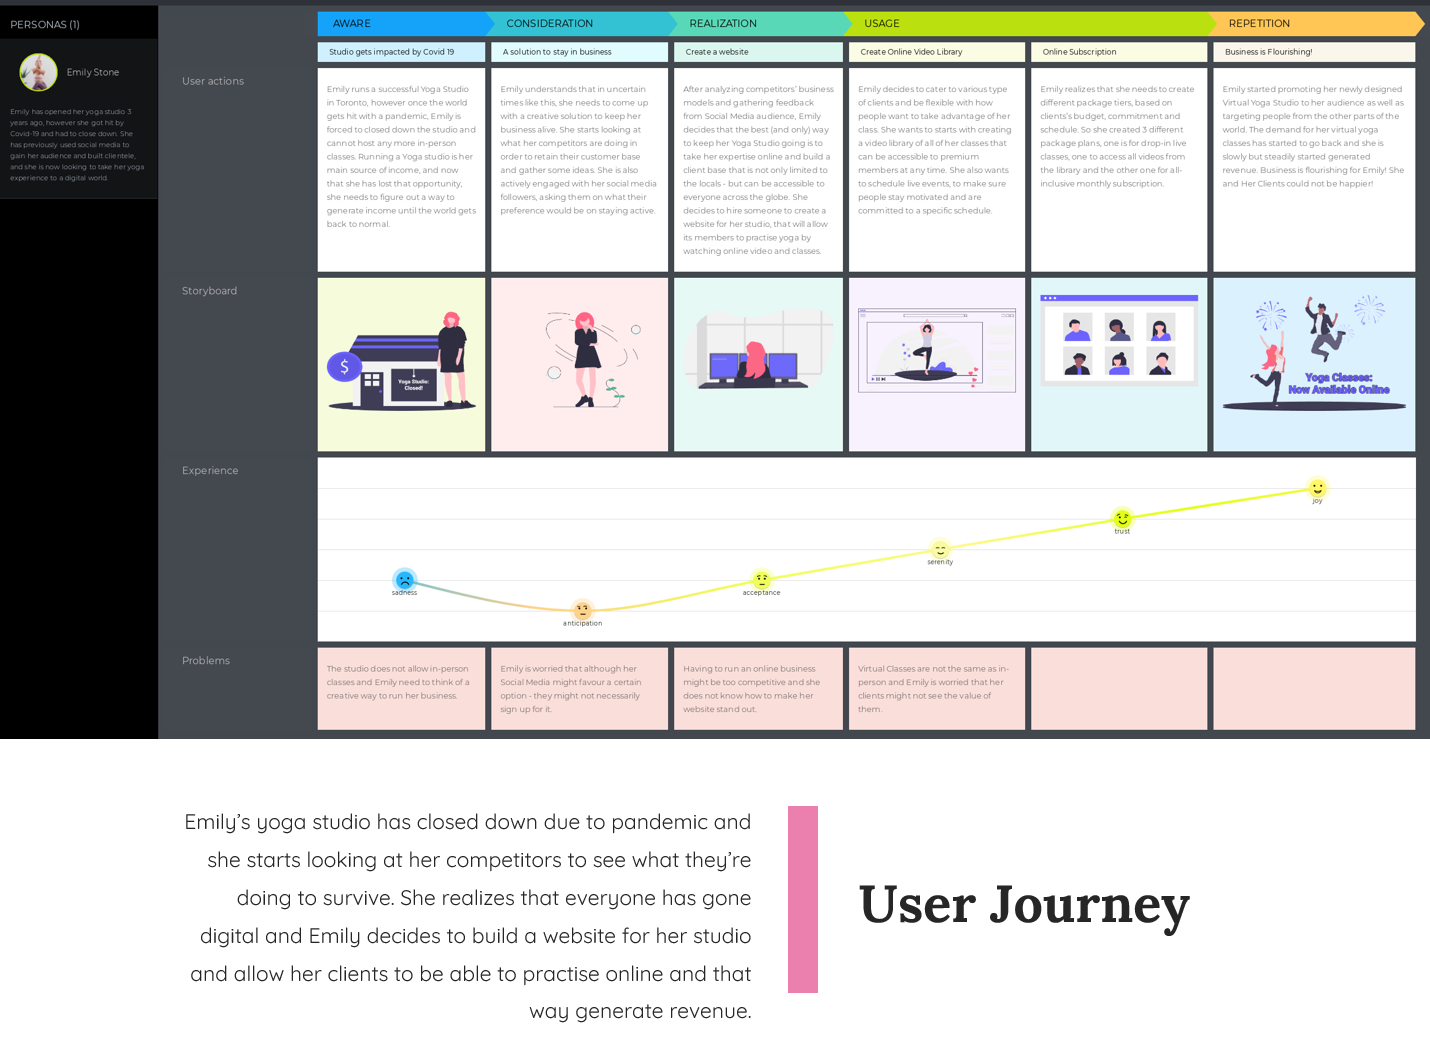 PERSONAS (1)
Emily Stone
Emily has opened her yoga studio 3
years ago, however she got hit by
Covid-19 and had to close down. She
has previously used social media to
gain her audience and built clientele,
and she is now looking to take her yoga
experience to a digital world.
AWARE
CONSIDERATION
REALIZATION
USAGE
REPETITION
Studio gets impacted by Covid 19
A solution to stay in business
Create a website
Create Online Video Library
Online Subscription
Business is Flourishing!
User actions
Emily runs a successful Yoga Studio
in Toronto, however once the world
gets hit with a pandemic, Emily is
forced to closed down the studio and
cannot host any more in-person
classes. Running a Yoga studio is her
main source of income, and now
that she has lost that opportunity,
she needs to figure out a way to
generate income until the world gets
back to normal.
Emily understands that in uncertain
times like this, she needs to come up
with a creative solution to keep her
business alive. She starts looking at
what her competitors are doing in
order to retain their customer base
and gather some ideas. She is also
actively engaged with her social media
followers, asking them on what their
preference would be on staying active.
After analyzing competitors' business
models and gathering feedback
from Social Media audience, Emily
decides that the best (and only) way
to keep her Yoga Studio going is to
take her expertise online and build a
client base that is not only limited to
the locals - but can be accessible to
everyone across the globe. She
decides to hire someone to create a
website for her studio, that will allow
its members to practise yoga by
watching online video and classes.
Emily decides to cater to various type
of clients and be flexible with how
people want to take advantage of her
class. She wants to starts with creating
a video library of all of her classes that
can be accessible to premium
members at any time. She also wants
to schedule live events, to make sure
people stay motivated and are
committed to a specific schedule.
Emily realizes that she needs to create
different package tiers, based on
clients's budget, commitment and
schedule. So she created 3 different
package plans, one is for drop-in live
classes, one to access all videos from
the library and the other one for all-
inclusive monthly subscription.
Emily started promoting her newly designed
Virtual Yoga Studio to her audience as well as
targeting people from the other parts of the
world. The demand for her virtual yoga
classes has started to go back and she is
slowly but steadily started generated
revenue. Business is flourishing for Emily! She
and Her Clients could not be happier!
Storyboard
$
Yoga Studio:
Closed!
Yoga Classes:
Now Available Online
Experience
sadness
anticipation
acceptance
serenity
trust
joy
Problems
The studio does not allow in-person
classes and Emily need to think of a
creative way to run her business.
Emily is worried that although her
Social Media might favour a certain
option - they might not necessarily
sign up for it.
Having to run an online business
might be too competitive and she
does not know how to make her
website stand out.
Virtual Classes are not the same as in-
person and Emily is worried that her
clients might not see the value of
them.
Emily's yoga studio has closed down due to pandemic and
she starts looking at her competitors to see what they're
doing to survive. She realizes that everyone has gone
digital and Emily decides to build a website for her studio
and allow her clients to be able to practise online and that
way generate revenue.
User Journey